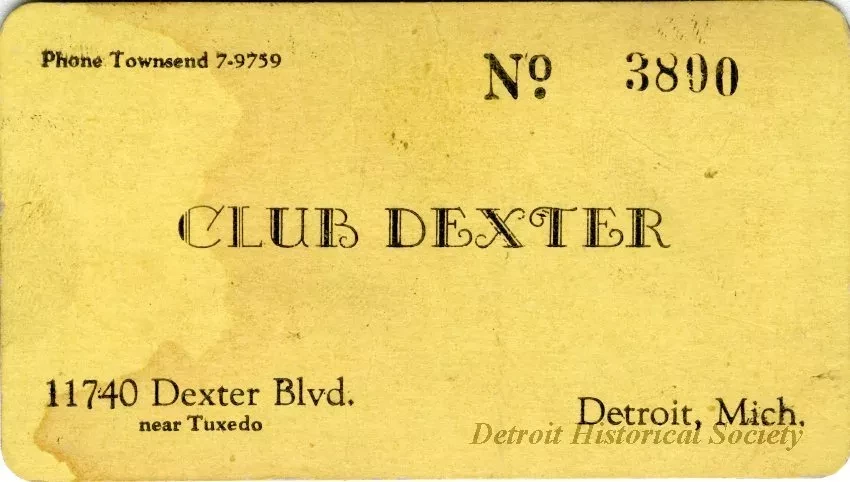 Phone Townsend 7-9759
Nº 3890
CLUB DEXTER
11740 Dexter Blvd.
near Tuxedo
Detroit, Mich.
Detroit Historical Society